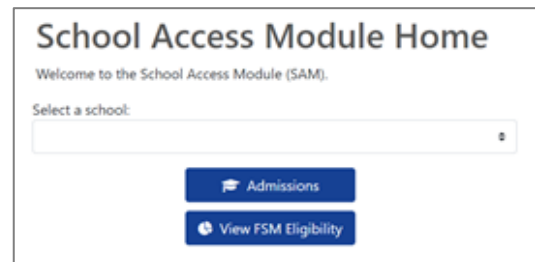 School Access Module Home
Welcome to the School Access Module (SAM).
Select a school:
Admissions
View FSM Eligibility